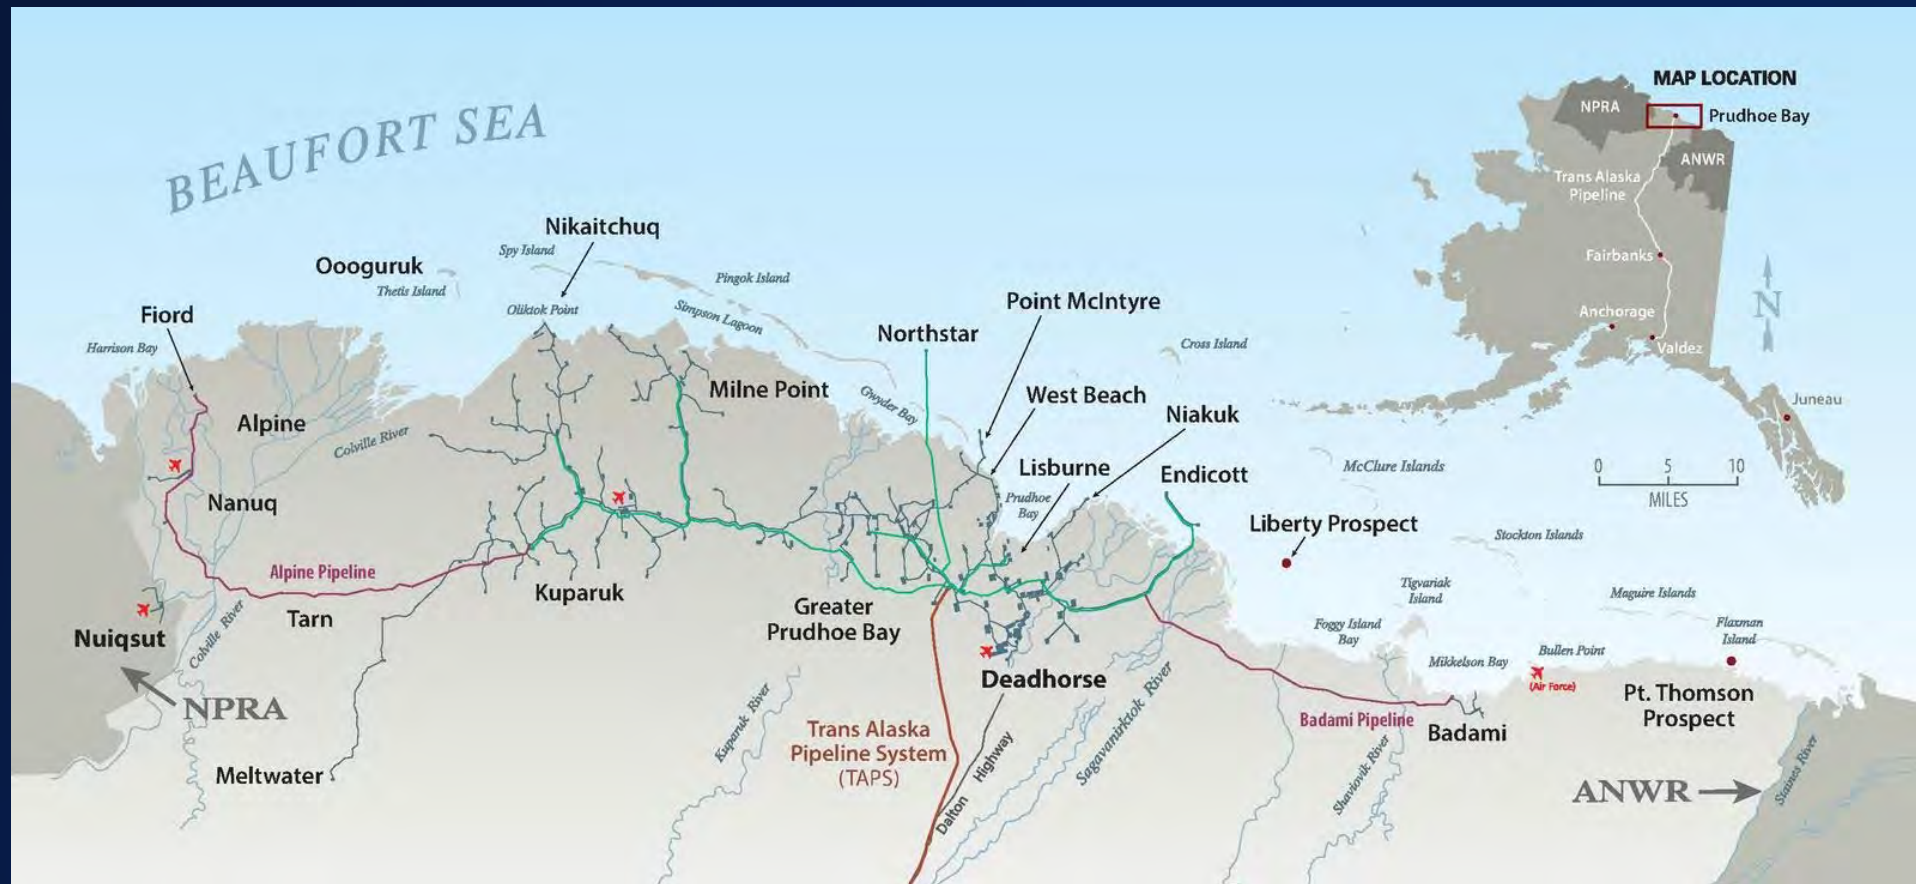 MAP LOCATION
NPRA
Prudhoe Bay
ANWR
Trans Alaska
Pipeline
Fairbanks
Anchorage
Valdez
Juneau
N
0 5 10
MILES
BEAUFORT SEA
Nikaitchuq
Spy Island
Oooguruk
Thetis Island
Pingok Island
Oliktok Point
Simpson Lagoon
Fiord
Harrison Bay
Point McIntyre
Northstar
Cross Island
Milne Point
Gwyder Bay
West Beach
Niakuk
Alpine
Colville River
Lisburne
Endicott
McClure Islands
Prudhoe
Bay
Nanuq
Liberty Prospect
Stockton Islands
Alpine Pipeline
Kuparuk
Tigvariak
Island
Maguire Islands
Tarn
Greater
Prudhoe Bay
Foggy Island
Bay
Flaxman
Island
Nuiqsut
Colville River
Deadhorse
Mikkelson Bay
Bullen Point
(Air Force)
Pt. Thomson
Prospect
NPRA
Kuparuk River
Trans Alaska
Pipeline System
(TAPS)
Dalton Highway
Sagavanirktok River
Badami Pipeline
Badami
Shaviovik River
Meltwater
ANWR
Staines River